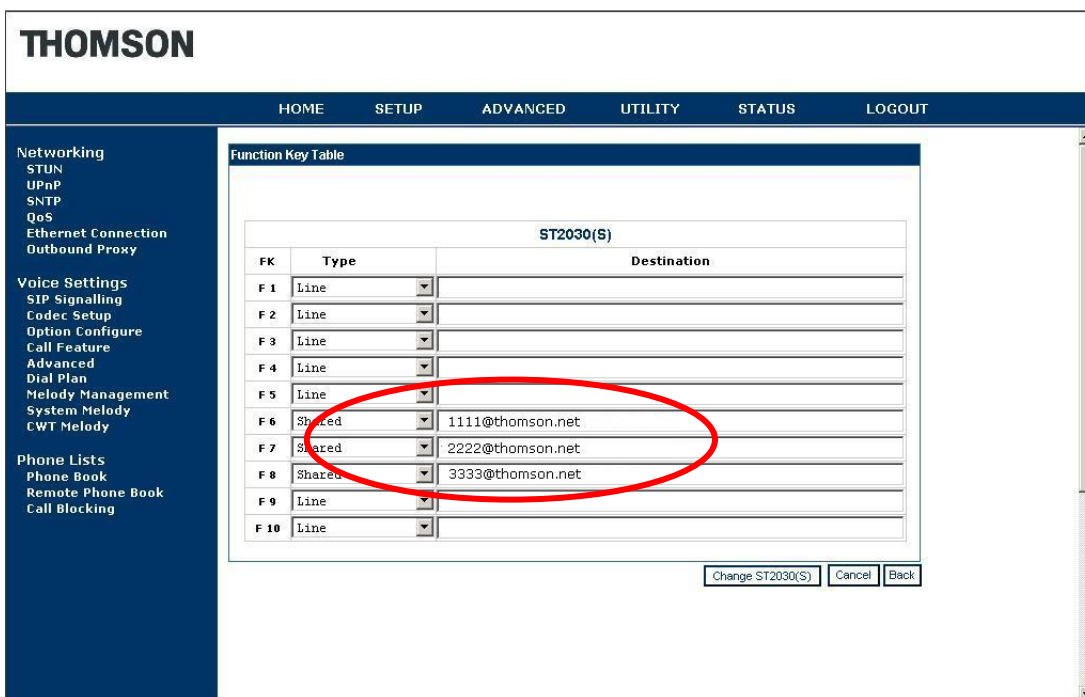 THOMSON
HOME SETUP ADVANCED UTILITY STATUS LOGOUT
Networking
STUN
UPnP
SNTP
QoS
Ethernet Connection
Outbound Proxy
Voice Settings
SIP Signalling
Codec Setup
Option Configure
Call Feature
Advanced
Dial Plan
Melody Management
System Melody
CWT Melody
Phone Lists
Phone Book
Remote Phone Book
Call Blocking
Function Key Table
ST2030(S)
FK Type Destination
F 1 Line
F 2 Line
F 3 Line
F 4 Line
F 5 Line
F 6 Shared 1111@thomson.net
F 7 Shared 2222@thomson.net
F 8 Shared 3333@thomson.net
F 9 Line
F 10 Line
Change ST2030(S) Cancel Back